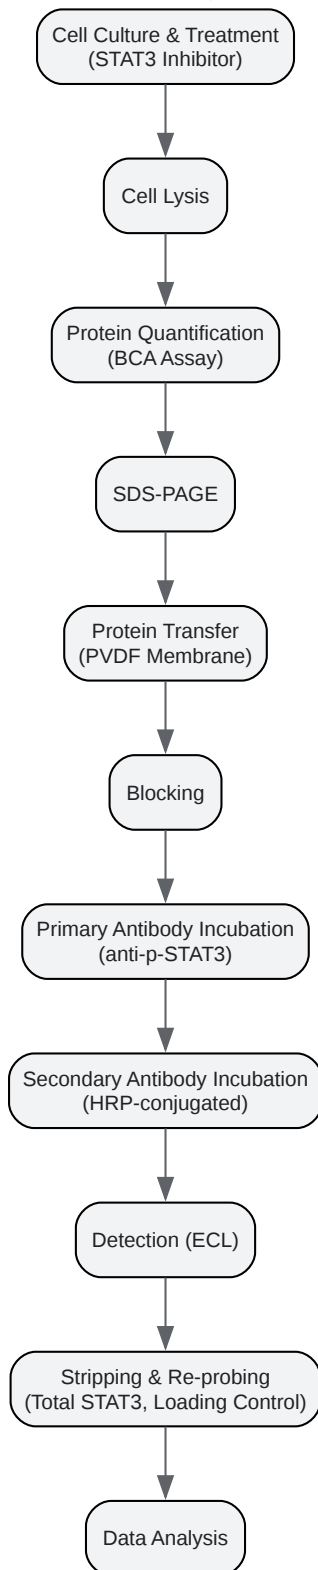 Cell Culture & Treatment
(STAT3 Inhibitor)
Cell Lysis
Protein Quantification
(BCA Assay)
SDS-PAGE
Protein Transfer
(PVDF Membrane)
Blocking
Primary Antibody Incubation
(anti-p-STAT3)
Secondary Antibody Incubation
(HRP-conjugated)
Detection (ECL)
Stripping & Re-probing
(Total STAT3, Loading Control)
Data Analysis